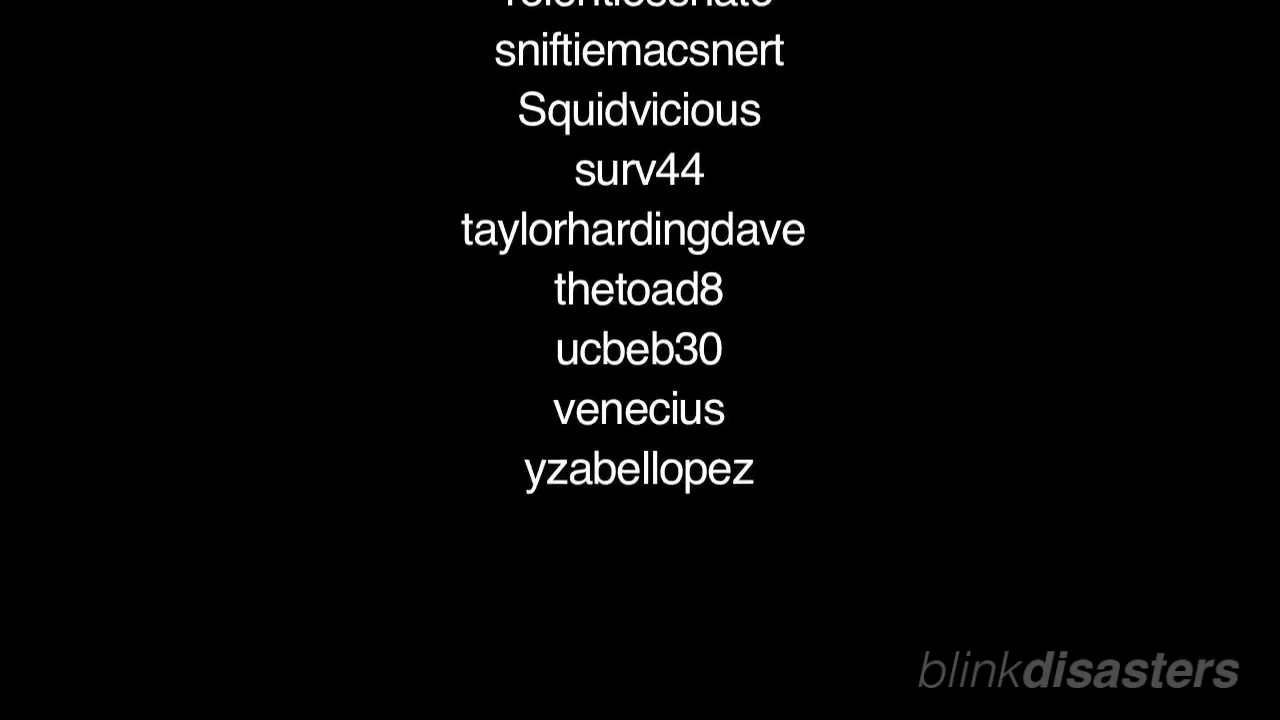 sniftiemacsnert
Squidvicious
surv44
taylorhardingdave
thetoad8
ucbeb30
venecius
yzabellopez
blinkdisasters